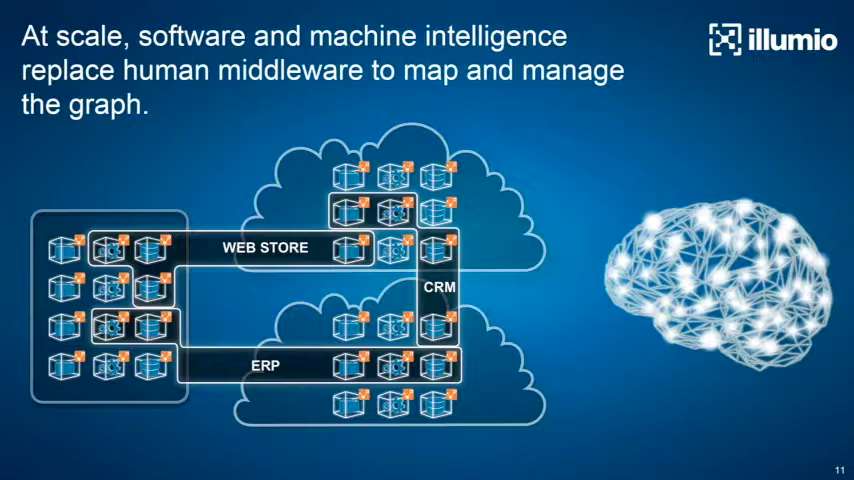 At scale, software and machine intelligence
replace human middleware to map and manage
the graph.
illumio
WEB STORE
CRM
ERP
11